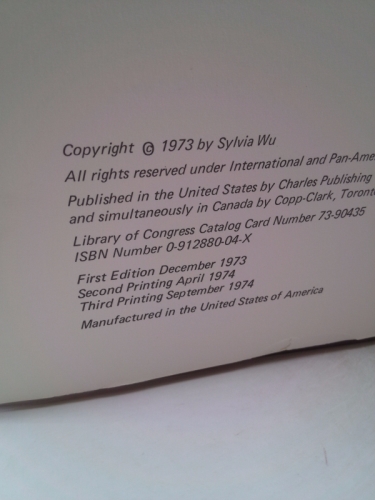 Copyright © 1973 by Sylvia Wu
All rights reserved under International and Pan-Ame
Published in the United States by Charles Publishing
and simultaneously in Canada by Copp-Clark, Toronto
Library of Congress Catalog Card Number 73-90435
ISBN Number 0-912880-04-X
First Edition December 1973
Second Printing April 1974
Third Printing September 1974
Manufactured in the United States of America